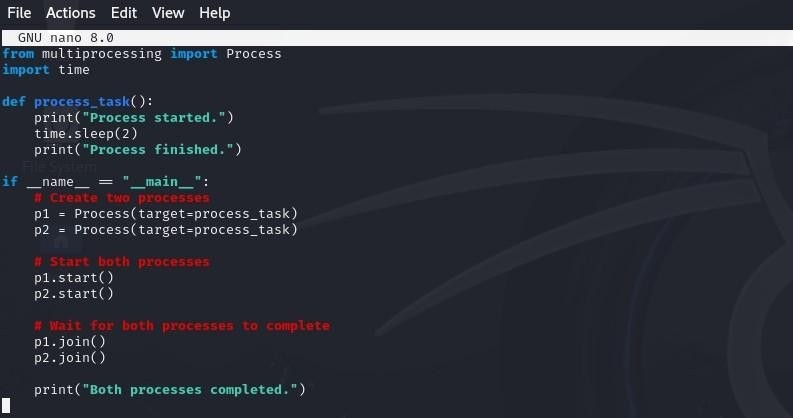 File Actions Edit View Help
GNU nano 8.0
from multiprocessing import Process
import time

def process_task():
    print("Process started.")
    time.sleep(2)
    print("Process finished.")
File System
if __name__ == "__main__":
    # Create two processes
    p1 = Process(target=process_task)
    p2 = Process(target=process_task)

    # Start both processes
    p1.start()
    p2.start()

    # Wait for both processes to complete
    p1.join()
    p2.join()

    print("Both processes completed.")